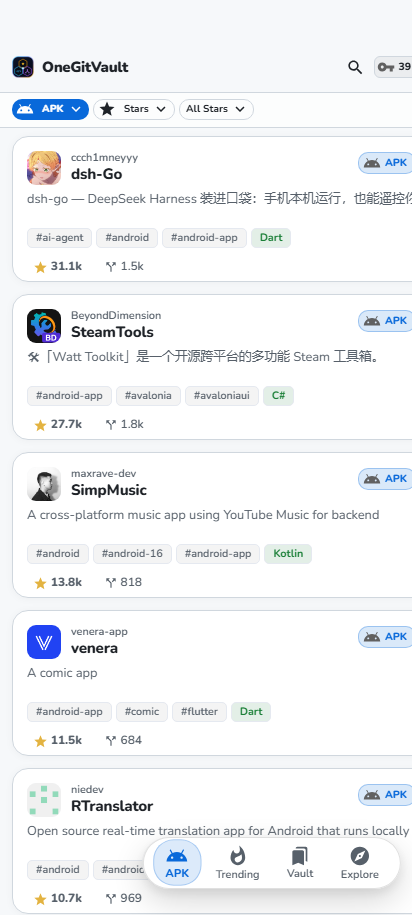 OneGitVault
39
APK
Stars
All Stars
ccch1mneyyy
APK
dsh-Go
dsh-go — DeepSeek Harness 装进口袋：手机本机运行，也能遥控
#ai-agent #android #android-app Dart
31.1k 1.5k
BeyondDimension
APK
SteamTools
BD
🛠「Watt Toolkit」是一个开源跨平台的多功能 Steam 工具箱。
#android-app #avalonia #avaloniaui C#
27.7k 1.8k
maxrave-dev
SimpMusic
A cross-platform music app using YouTube Music for backend
#android #android-16 #android-app Kotlin
13.8k 818
venera-app
APK
venera
A comic app
#android-app #comic #flutter Dart
11.5k 684
niedev
APK
RTranslator
Open source real-time translation app for Android that runs locally
#android
10.7k 969
APK Trending Vault Explore